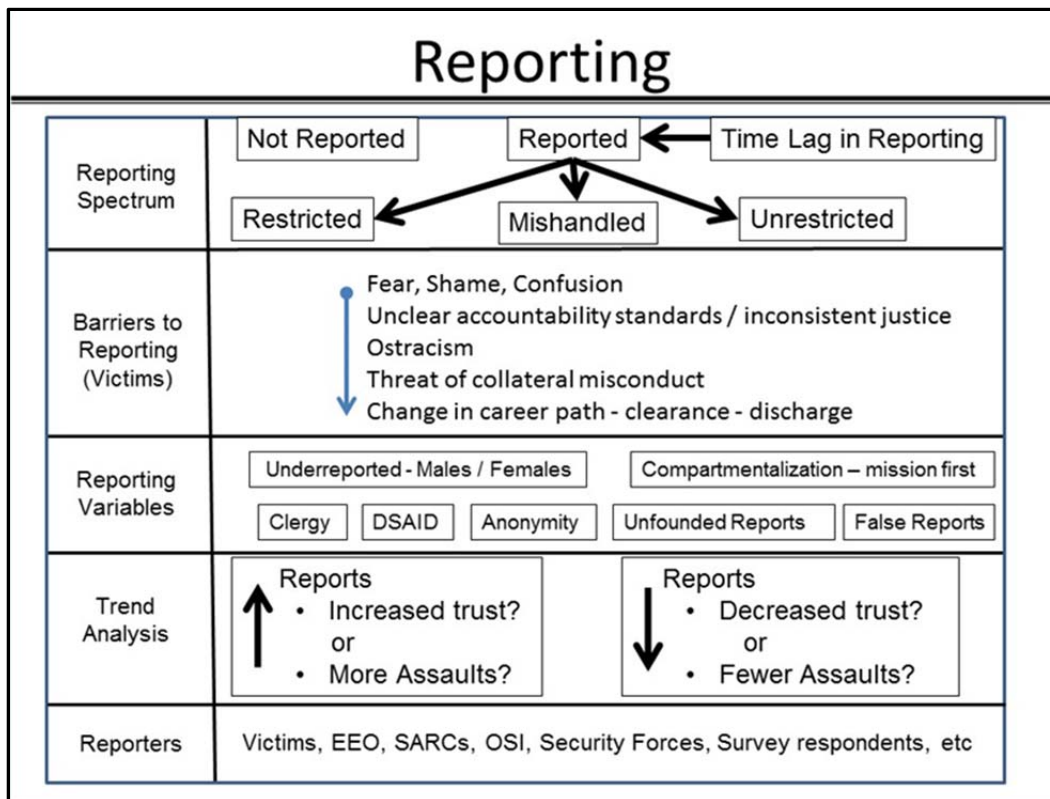 Reporting
Reporting
Spectrum
Not Reported
Reported
Time Lag in Reporting
Restricted
Mishandled
Unrestricted
Barriers to
Reporting
(Victims)
Fear, Shame, Confusion
Unclear accountability standards / inconsistent justice
Ostracism
Threat of collateral misconduct
Change in career path - clearance - discharge
Reporting
Variables
Underreported - Males / Females
Compartmentalization – mission first
Clergy
DSAID
Anonymity
Unfounded Reports
False Reports
Trend
Analysis
Reports
• Increased trust?
or
• More Assaults?
Reports
• Decreased trust?
or
• Fewer Assaults?
Reporters
Victims, EEO, SARCs, OSI, Security Forces, Survey respondents, etc